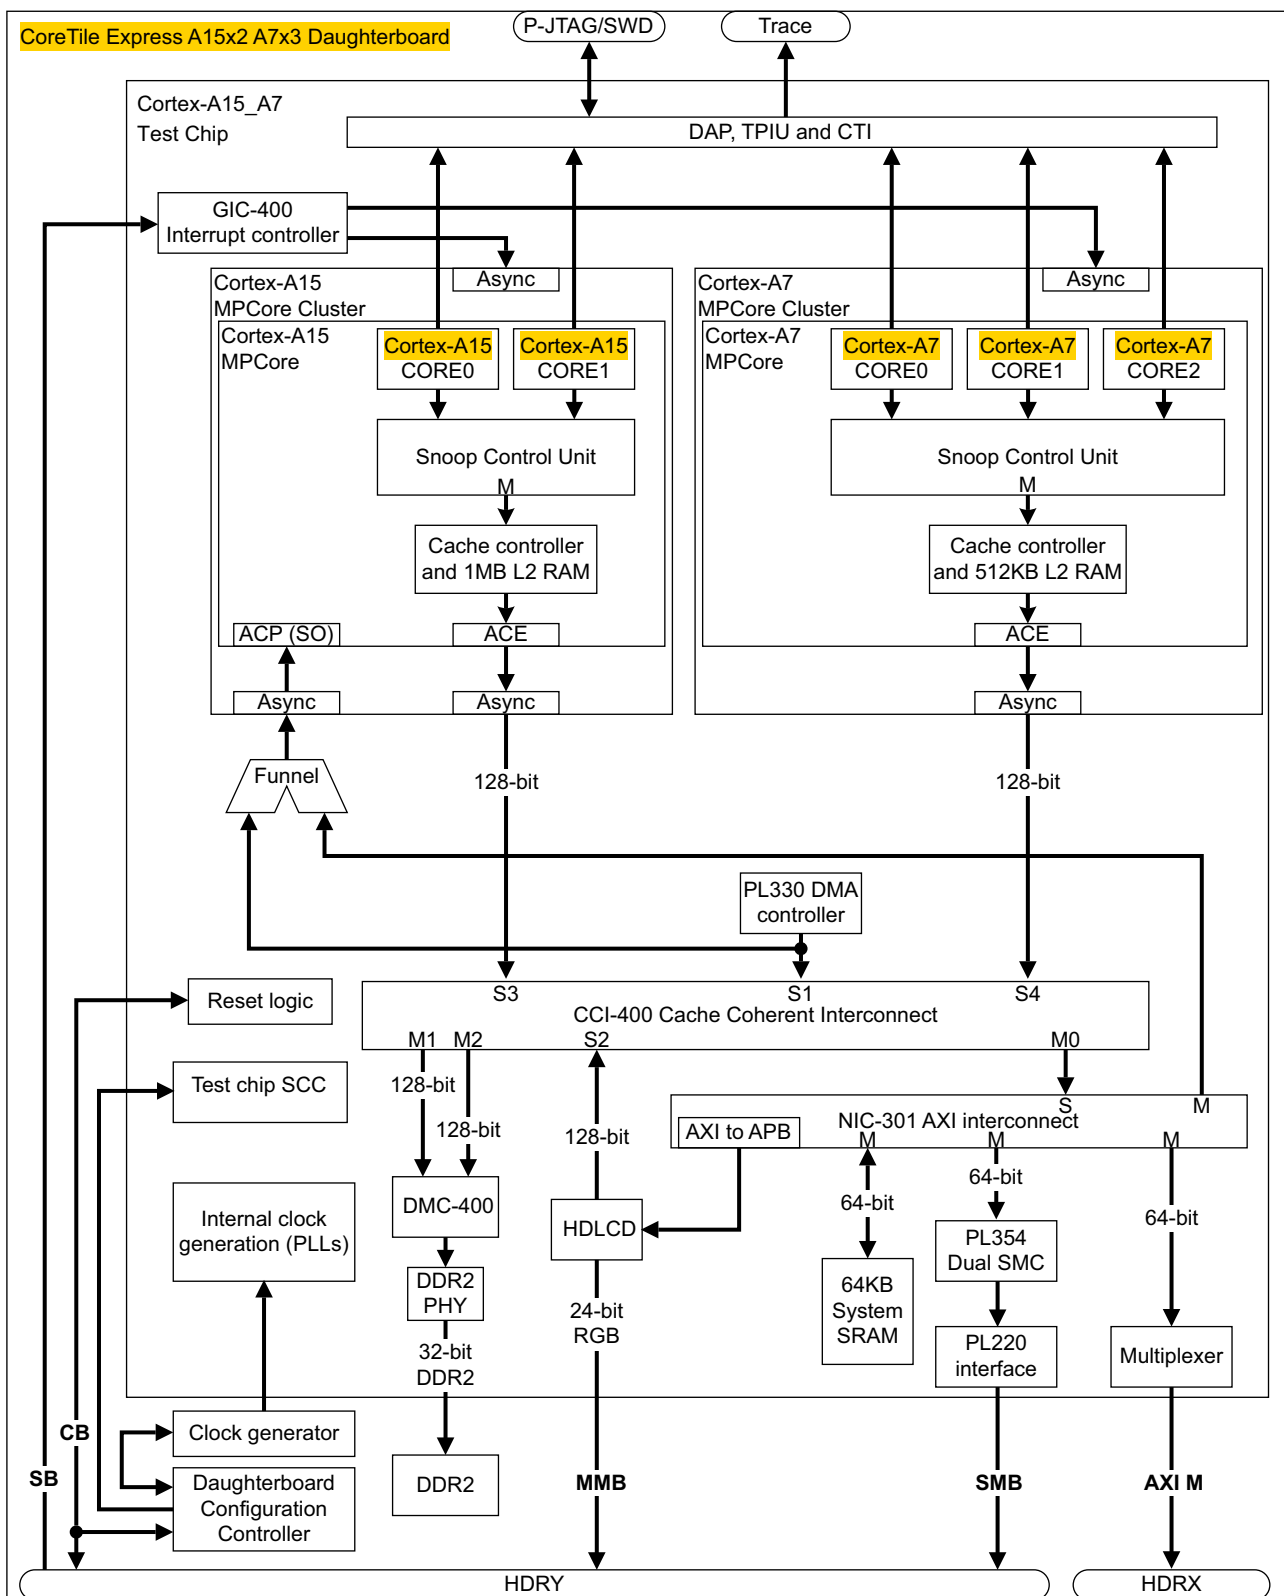 P-JTAG/SWD
Trace
CoreTile Express A15x2 A7x3 Daughterboard
Cortex-A15_A7
Test Chip
DAP, TPIU and CTI
GIC-400
Interrupt controller
Cortex-A15
MPCore Cluster
Async
Cortex-A15
MPCore
Cortex-A15
CORE0
Cortex-A15
CORE1
Snoop Control Unit
M
Cache controller
and 1MB L2 RAM
ACP (SO)
ACE
Async
Async
Cortex-A7
MPCore Cluster
Async
Cortex-A7
MPCore
Cortex-A7
CORE0
Cortex-A7
CORE1
Cortex-A7
CORE2
Snoop Control Unit
M
Cache controller
and 512KB L2 RAM
ACE
Async
Funnel
128-bit
128-bit
PL330 DMA
controller
Reset logic
S3
S1
S4
CCI-400 Cache Coherent Interconnect
M1
M2
S2
M0
Test chip SCC
128-bit
128-bit
128-bit
S
M
NIC-301 AXI interconnect
AXI to APB
M
M
M
64-bit
64-bit
64-bit
Internal clock
generation (PLLs)
DMC-400
HDLCD
PL354
Dual SMC
DDR2
PHY
24-bit
RGB
64KB
System
SRAM
32-bit
DDR2
PL220
interface
Multiplexer
Clock generator
CB
SB
Daughterboard
Configuration
Controller
DDR2
MMB
SMB
AXI M
HDRY
HDRX